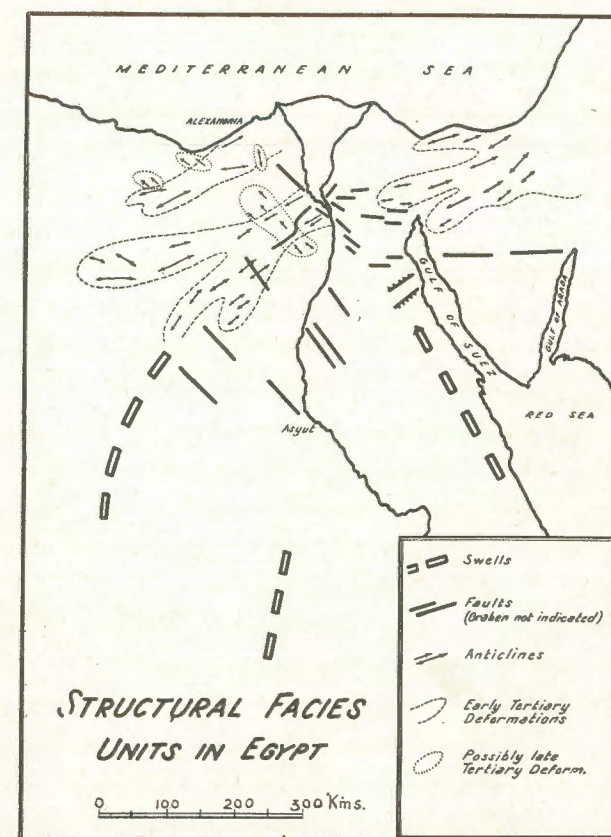 MEDITERRANEAN SEA
ALEXANDRIA
GULF OF SUEZ
GULF OF AQABA
RED SEA
Asyut
Swells
Faults
(Graben not indicated)
Anticlines
Early Tertiary
Deformations
Possibly late
Tertiary Deform.
STRUCTURAL FACIES
UNITS IN EGYPT
0 100 200 300 Kms.